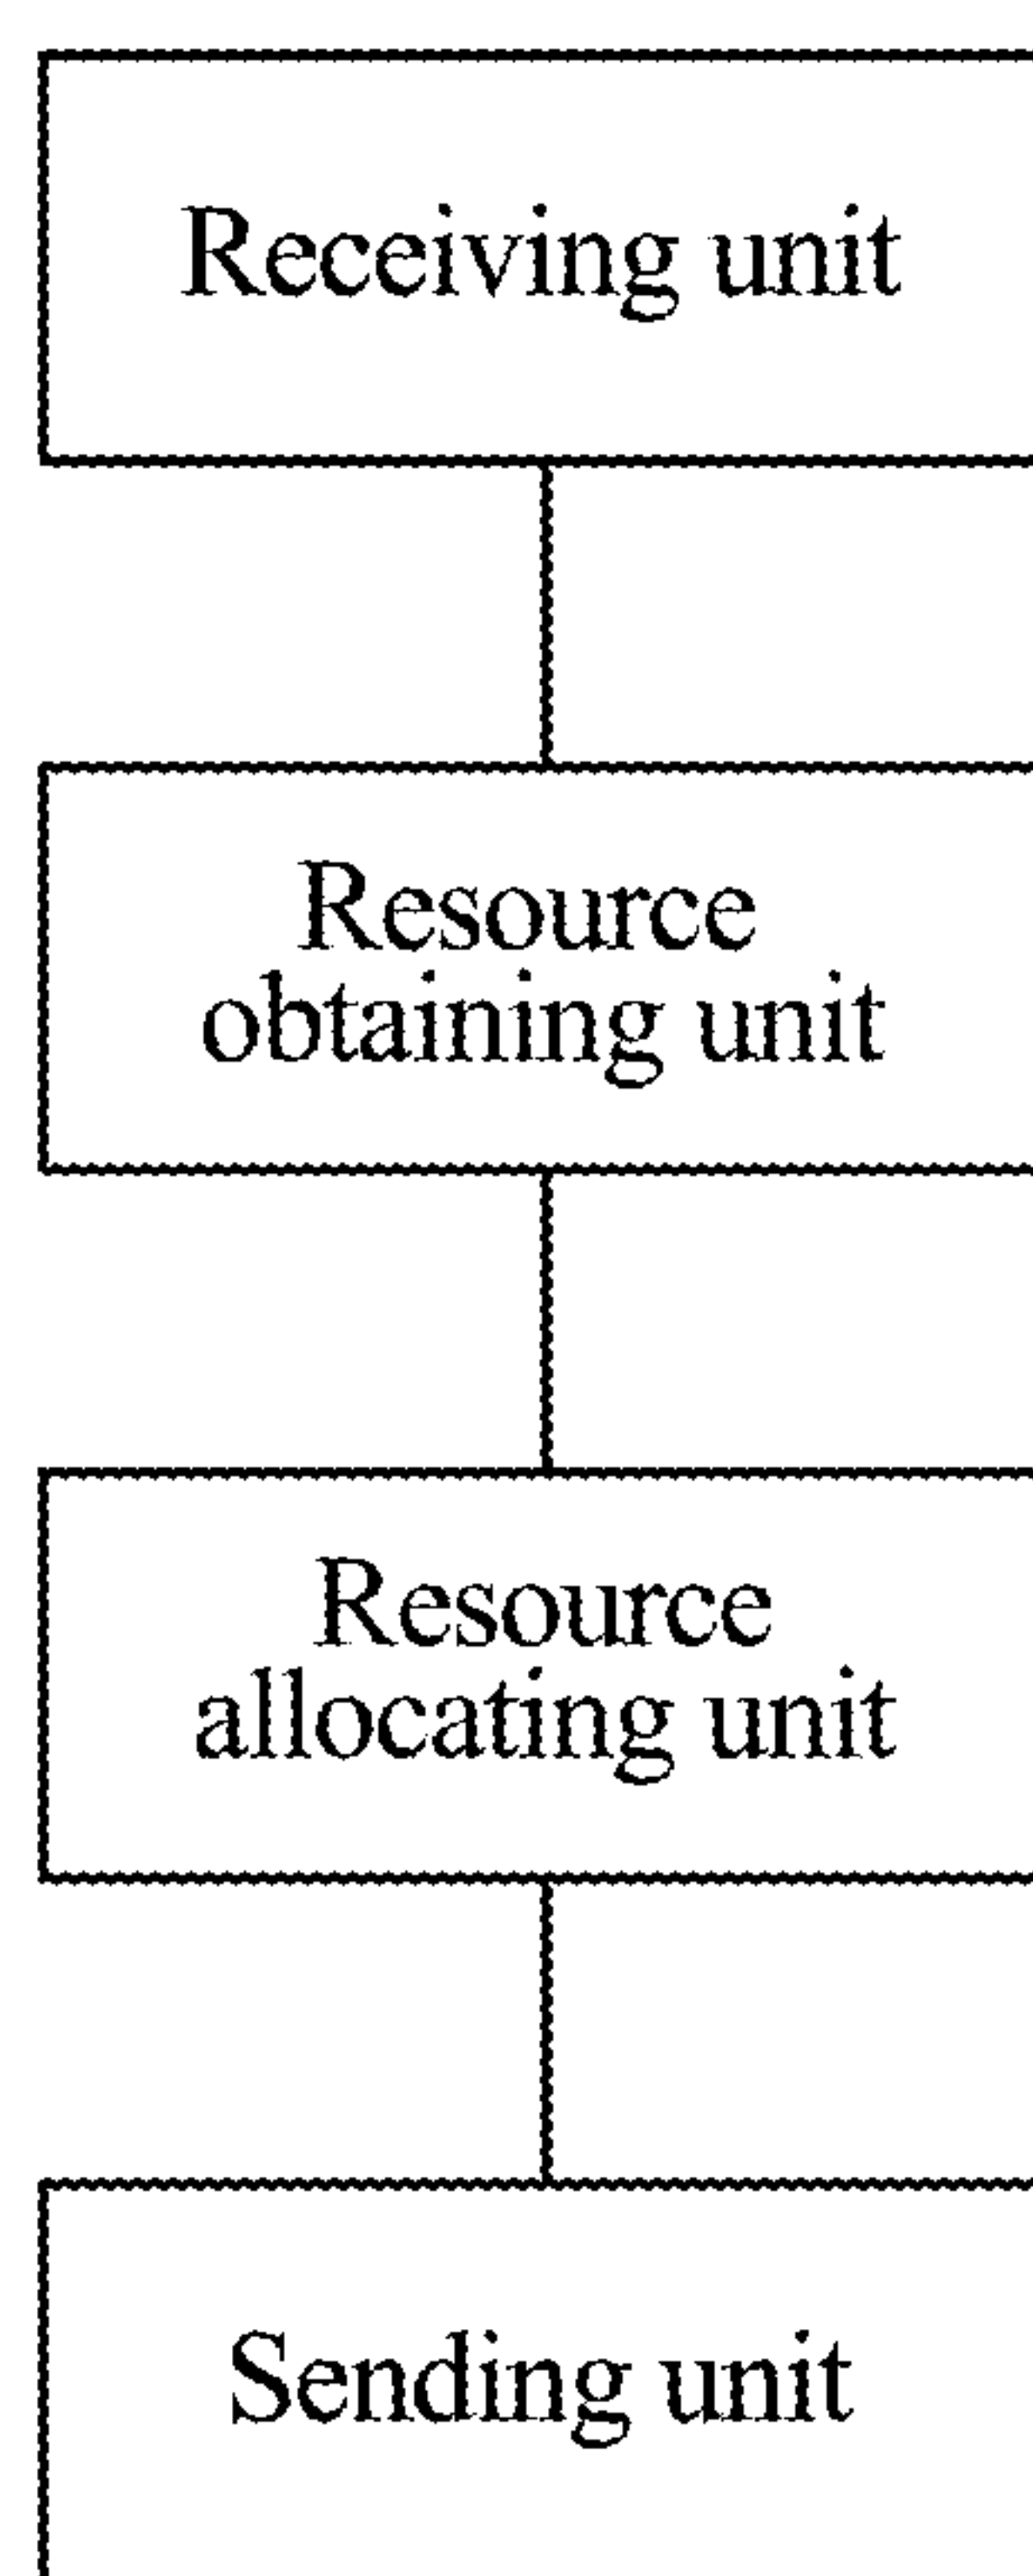 Receiving unit
Resource
obtaining unit
Resource
allocating unit
Sending unit